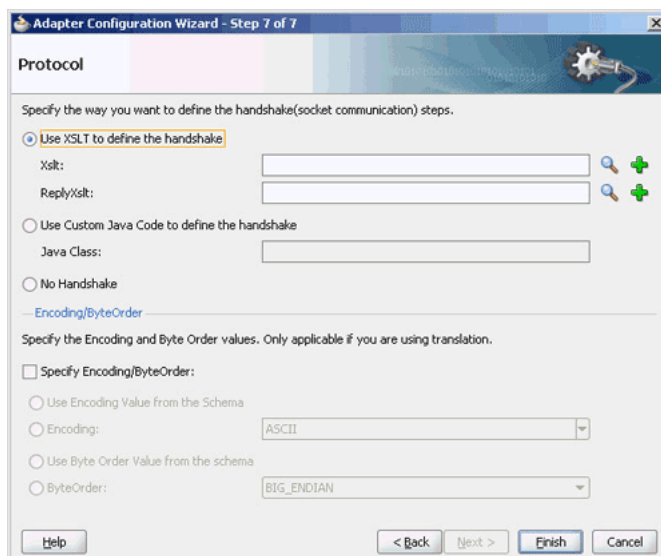 Adapter Configuration Wizard - Step 7 of 7
Protocol
Specify the way you want to define the handshake(socket communication) steps.
Use XSLT to define the handshake
Xslt:
ReplyXslt:
Use Custom Java Code to define the handshake
Java Class:
No Handshake
Encoding/ByteOrder
Specify the Encoding and Byte Order values. Only applicable if you are using translation.
Specify Encoding/ByteOrder:
Use Encoding Value from the Schema
Encoding: ASCII
Use Byte Order Value from the schema
ByteOrder: BIG_ENDIAN
Help < Back Next > Finish Cancel